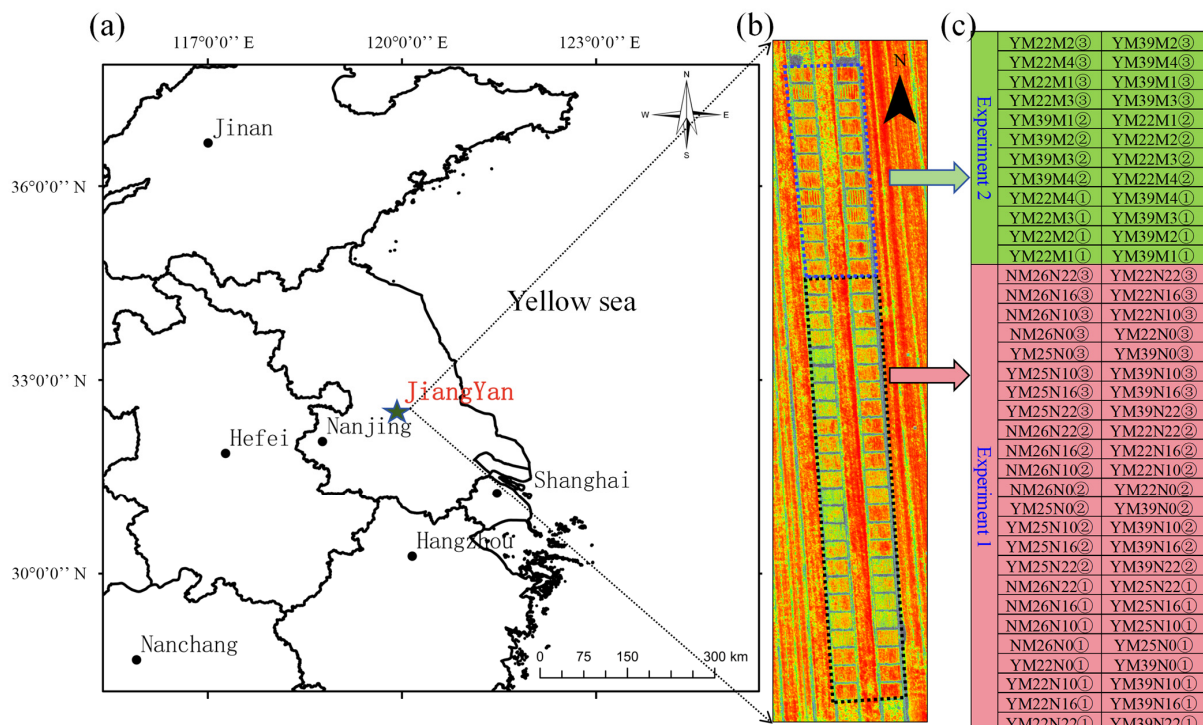 (a)
(b)
(c)
117°0′0′′ E
120°0′0′′ E
123°0′0′′ E
36°0′0′′ N
33°0′0′′ N
30°0′0′′ N
N
W
E
S
Jinan
Yellow sea
JiangYan
Nanjing
Hefei
Shanghai
Hangzhou
Nanchang
0 75 150 300 km
N
Experiment 2
YM22M2③ YM39M2③
YM22M4③ YM39M4③
YM22M1③ YM39M1③
YM22M3③ YM39M3③
YM39M1② YM22M1②
YM39M2② YM22M2②
YM39M3② YM22M3②
YM39M4② YM22M4②
YM22M4① YM39M4①
YM22M3① YM39M3①
YM22M2① YM39M2①
YM22M1① YM39M1①
Experiment 1
NM26N22③ YM22N22③
NM26N16③ YM22N16③
NM26N10③ YM22N10③
NM26N0③ YM22N0③
YM25N0③ YM39N0③
YM25N10③ YM39N10③
YM25N16③ YM39N16③
YM25N22③ YM39N22③
NM26N22② YM22N22②
NM26N16② YM22N16②
NM26N10② YM22N10②
NM26N0② YM22N0②
YM25N0② YM39N0②
YM25N10② YM39N10②
YM25N16② YM39N16②
YM25N22② YM39N22②
NM26N22① YM25N22①
NM26N16① YM25N16①
NM26N10① YM25N10①
NM26N0① YM25N0①
YM22N0① YM39N0①
YM22N10① YM39N10①
YM22N16① YM39N16①
YM22N22① YM39N22①